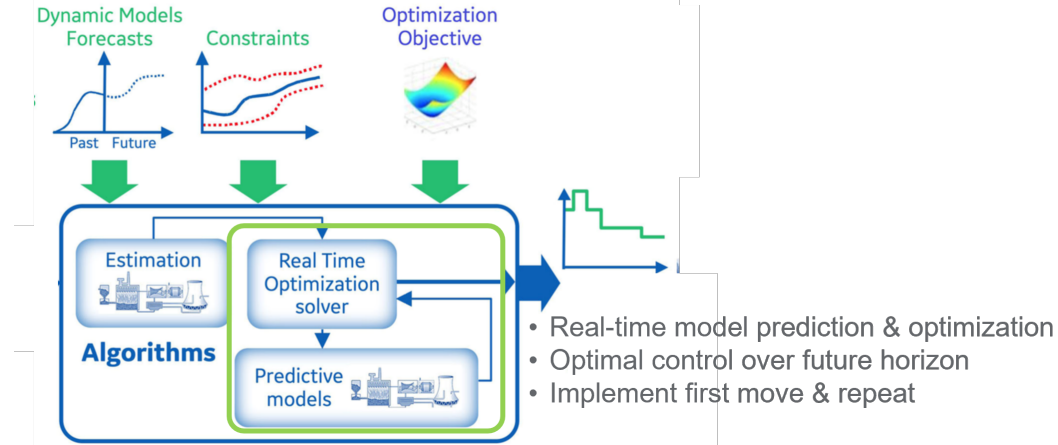 Dynamic Models
Forecasts
Constraints
Optimization
Objective
Past Future
Estimation
Real Time
Optimization
solver
Algorithms
Predictive
models
• Real-time model prediction & optimization
• Optimal control over future horizon
• Implement first move & repeat